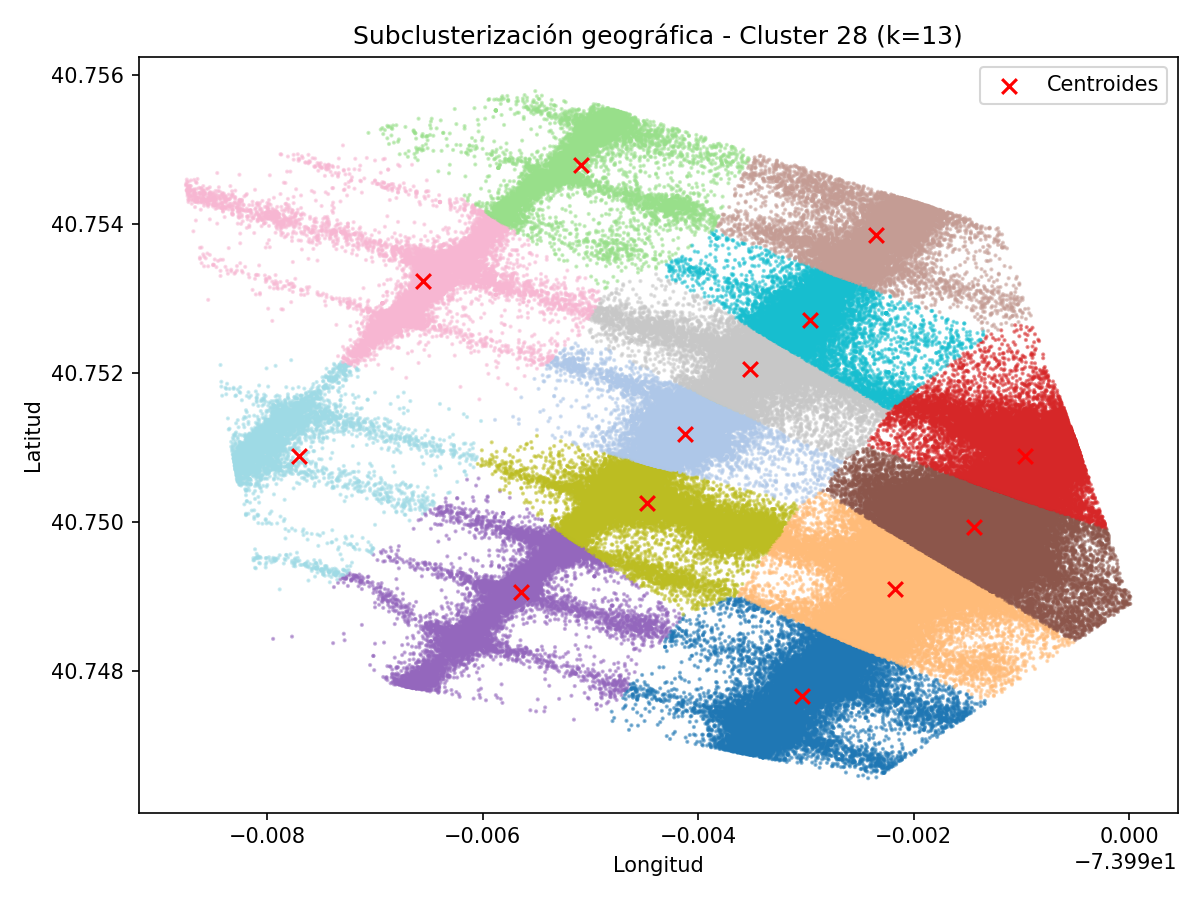 Subclusterización geográfica - Cluster 28 (k=13)
Centroides
40.756
40.754
40.752
40.750
40.748
Latitud
−0.008 −0.006 −0.004 −0.002 0.000
−7.399e1
Longitud